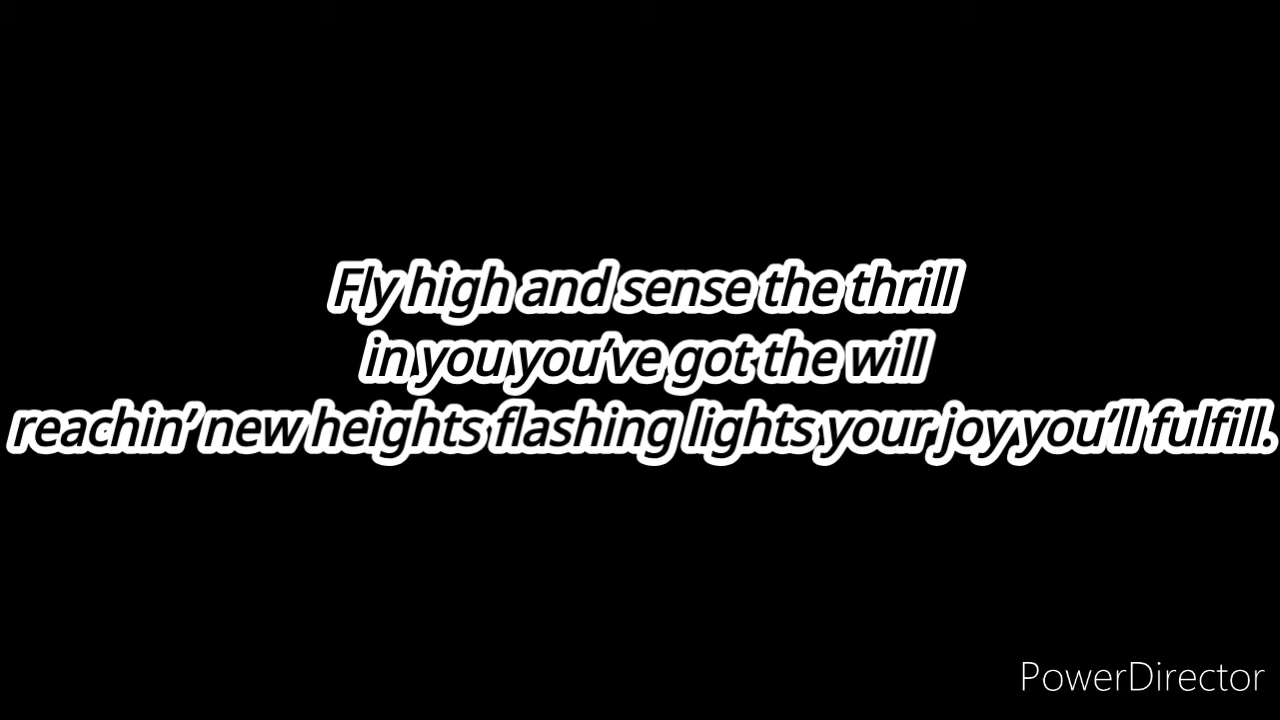 Fly high and sense the thrill
in you you’ve got the will
reachin’ new heights flashing lights your joy you’ll fulfill.
PowerDirector